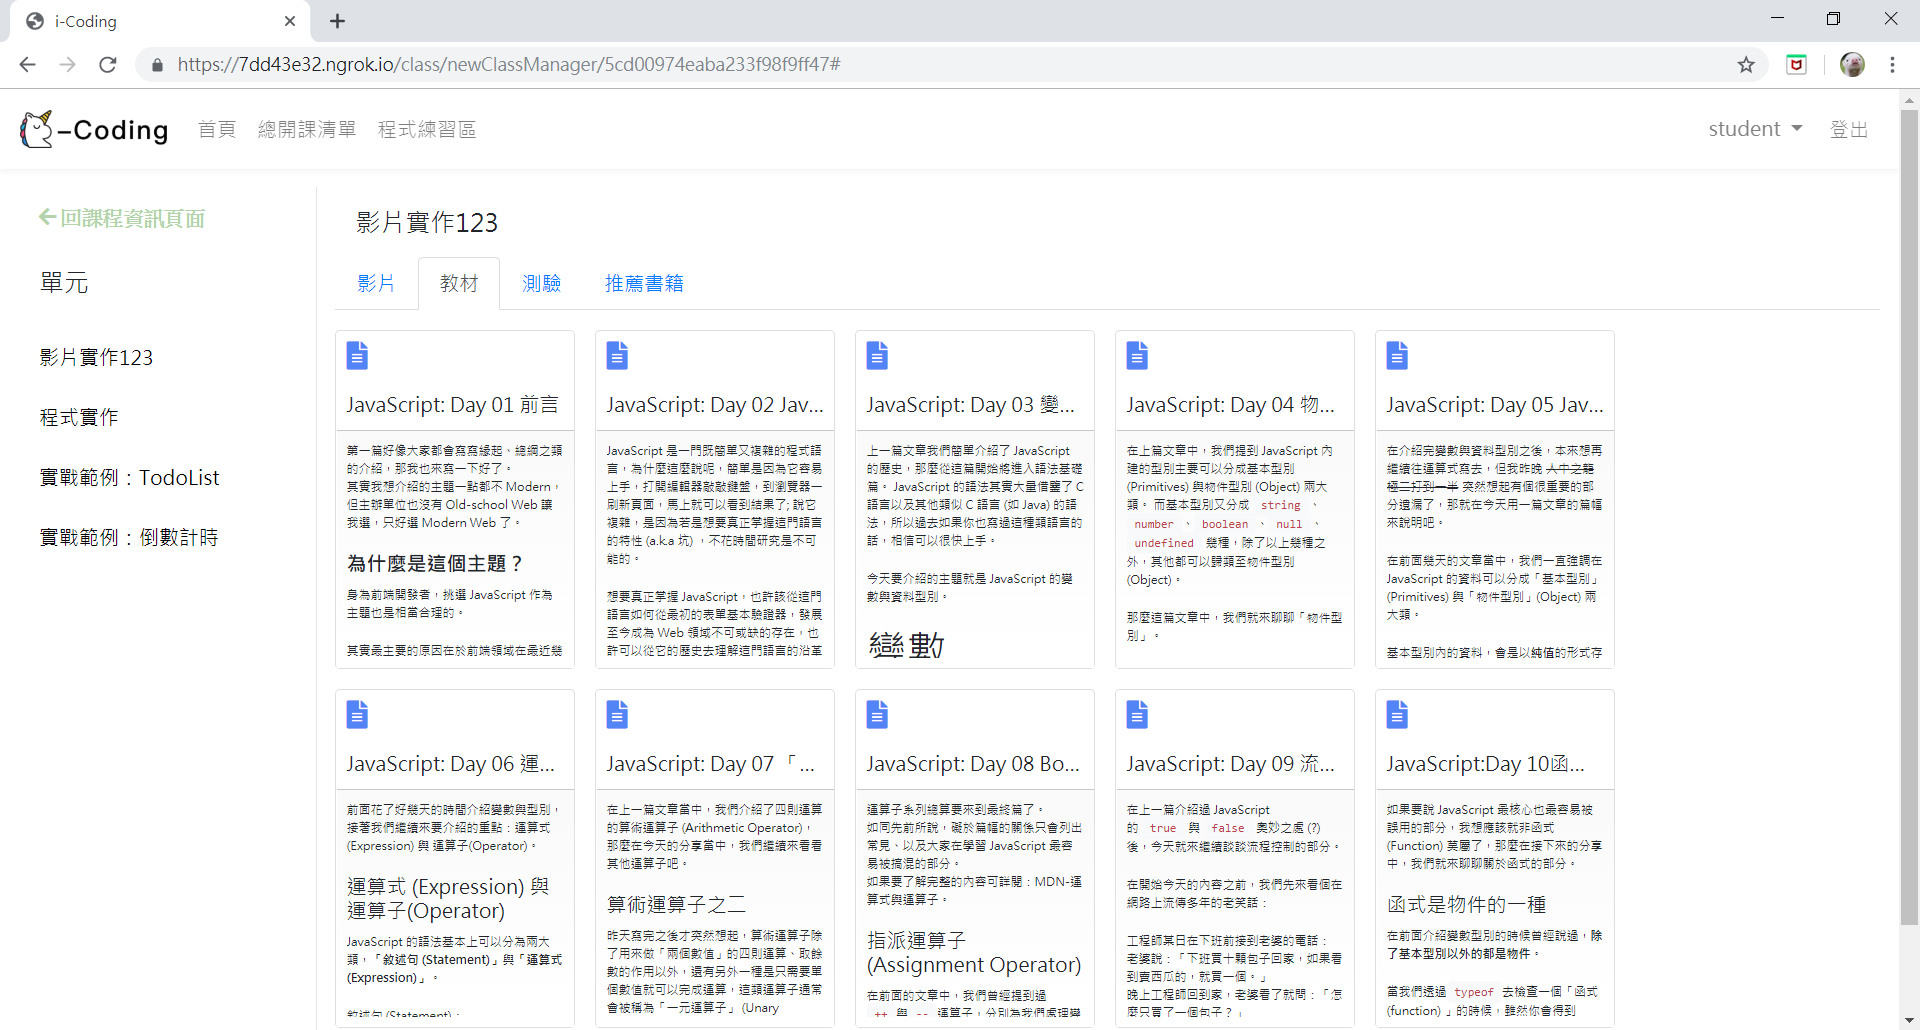 i-Coding
https://7dd43e32.ngrok.io/class/newClassManager/5cd00974eaba233f98f9ff47#
-Coding 首頁 總開課清單 程式練習區 student 登出
回課程資訊頁面
單元
影片實作123
程式實作
實戰範例：TodoList
實戰範例：倒數計時
影片實作123
影片 教材 測驗 推薦書籍
JavaScript: Day 01 前言
第一篇好像大家都會寫寫緣起、總綱之類
的介紹，那我也來寫一下好了。
其實我想介紹的主題一點都不 Modern，
但主辦單位也沒有 Old-school Web 讓
我選，只好選 Modern Web 了。
為什麼是這個主題？
身為前端開發者，挑選 JavaScript 作為
主題也是相當合理的。
其實最主要的原因在於前端領域在最近幾
JavaScript: Day 02 Jav...
JavaScript 是一門既簡單又複雜的程式語
言，為什麼這麼說呢，簡單是因為它容易
上手，打開編輯器敲敲鍵盤，到瀏覽器一
刷新頁面，馬上就可以看到結果了; 說它
複雜，是因為若是想要真正掌握這門語言
的特性 (a.k.a 坑) ，不花時間研究是不可
能的。
想要真正掌握 JavaScript，也許該從這門
語言如何從最初的表單基本驗證器，發展
至今成為 Web 領域不可或缺的存在，也
許可以從它的歷史去理解這門語言的沿革
JavaScript: Day 03 變...
上一篇文章我們簡單介紹了 JavaScript
的歷史，那麼從這篇開始將進入語法基礎
篇。 JavaScript 的語法其實大量借鑒了 C
語言以及其他類似 C 語言 (如 Java) 的語
法，所以過去如果你也寫過這種類語言的
話，相信可以很快上手。
今天要介紹的主題就是 JavaScript 的變
數與資料型別。
變數
JavaScript: Day 04 物...
在上篇文章中，我們提到 JavaScript 內
建的型別主要可以分成基本型別
(Primitives) 與物件型別 (Object) 兩大
類。 而基本型別又分成 string 、
number 、 boolean 、 null 、
undefined 幾種，除了以上幾種之
外，其他都可以歸類至物件型別
(Object)。
那麼這篇文章中，我們就來聊聊「物件型
別」。
JavaScript: Day 05 Jav...
在介紹完變數與資料型別之後，本來想再
繼續往運算式寫去，但我昨晚 人中之龍
極二打到一半 突然想起有個很重要的部
分遺漏了，那就在今天用一篇文章的篇幅
來說明吧。
在前面幾天的文章當中，我們一直強調在
JavaScript 的資料可以分成「基本型別」
(Primitives) 與「物件型別」(Object) 兩
大類。
基本型別內的資料，會是以純值的形式存
JavaScript: Day 06 運...
前面花了好幾天的時間介紹變數與型別，
接著我們繼續來要介紹的重點：運算式
(Expression) 與 運算子(Operator)。
運算式 (Expression) 與
運算子(Operator)
JavaScript 的語法基本上可以分為兩大
類，「敘述句 (Statement)」與「運算式
(Expression)」。
敘述句 (Statement)：
JavaScript: Day 07 「...
在上一篇文章當中，我們介紹了四則運算
的算術運算子 (Arithmetic Operator)，
那麼在今天的分享當中，我們繼續來看看
其他運算子吧。
算術運算子之二
昨天寫完之後才突然想起，算術運算子除
了用來做「兩個數值」的四則運算、取餘
數的作用以外，還有另外一種是只需要單
個數值就可以完成運算，這類運算子通常
會被稱為「一元運算子」 (Unary
JavaScript: Day 08 Bo...
運算子系列總算要來到最終篇了。
如同先前所說，礙於篇幅的關係只會列出
常見、以及大家在學習 JavaScript 最容
易被搞混的部分。
如果要了解完整的內容可詳閱：MDN-運
算式與運算子。
指派運算子
(Assignment Operator)
在前面的文章中，我們曾經提到過
++ 與 -- 運算子，分別為我們處理變
JavaScript: Day 09 流...
在上一篇介紹過 JavaScript
的 true 與 false 奧妙之處 (?)
後，今天就來繼續談談流程控制的部分。
在開始今天的內容之前，我們先來看個在
網路上流傳多年的老笑話：
工程師某日在下班前接到老婆的電話：
老婆說：「下班買十顆包子回家，如果看
到賣西瓜的，就買一個。」
晚上工程師回到家，老婆看了就問：「怎
麼只買了一個包子？」
JavaScript:Day 10函...
如果要說 JavaScript 最核心也最容易被
誤用的部分，我想應該就非函式
(Function) 莫屬了，那麼在接下來的分享
中，我們就來聊聊關於函式的部分。
函式是物件的一種
在前面介紹變數型別的時候曾經說過，除
了基本型別以外的都是物件。
當我們透過 typeof 去檢查一個「函式
(function) 」的時候，雖然你會得到